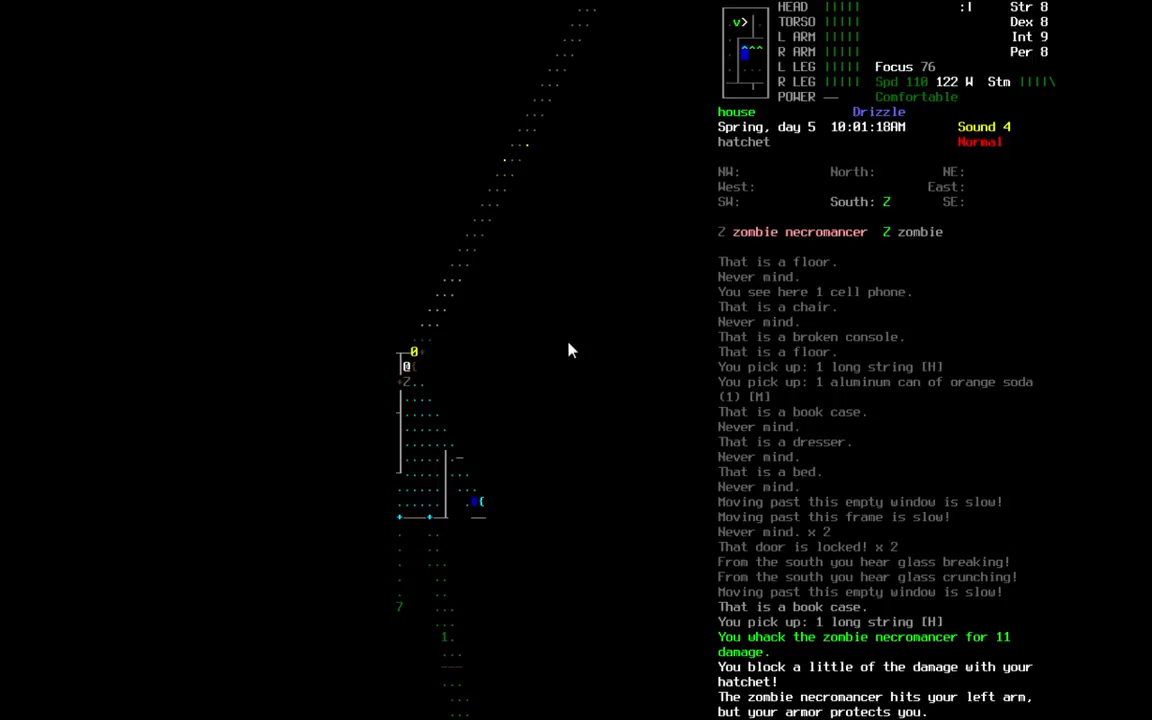 HEAD ||||| :| Str 8
TORSO ||||| Dex 8
L ARM ||||| Int 9
R ARM ||||| Per 8
L LEG ||||| Focus 76
R LEG ||||| Spd 110 122 W Stm ||||\
POWER — Comfortable
house Drizzle
Spring, day 5 10:01:18AM Sound 4
hatchet Normal
NW: North: NE:
West: East:
SW: South: Z SE:
Z zombie necromancer Z zombie
That is a floor.
Never mind.
You see here 1 cell phone.
That is a chair.
Never mind.
That is a broken console.
That is a floor.
You pick up: 1 long string [H]
You pick up: 1 aluminum can of orange soda
(1) [M]
That is a book case.
Never mind.
That is a dresser.
Never mind.
That is a bed.
Never mind.
Moving past this empty window is slow!
Moving past this frame is slow!
Never mind. x 2
That door is locked! x 2
From the south you hear glass breaking!
From the south you hear glass crunching!
Moving past this empty window is slow!
That is a book case.
You pick up: 1 long string [H]
You whack the zombie necromancer for 11
damage.
You block a little of the damage with your
hatchet!
The zombie necromancer hits your left arm,
but your armor protects you.